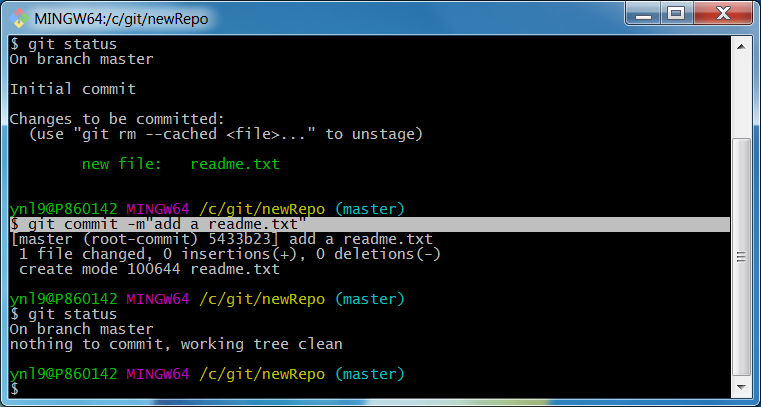 MINGW64:/c/git/newRepo
$ git status
On branch master
Initial commit
Changes to be committed:
  (use "git rm --cached <file>..." to unstage)
        new file:   readme.txt
ynl9@P860142 MINGW64 /c/git/newRepo (master)
$ git commit -m"add a readme.txt"
[master (root-commit) 5433b23] add a readme.txt
 1 file changed, 0 insertions(+), 0 deletions(-)
 create mode 100644 readme.txt
ynl9@P860142 MINGW64 /c/git/newRepo (master)
$ git status
On branch master
nothing to commit, working tree clean
ynl9@P860142 MINGW64 /c/git/newRepo (master)
$